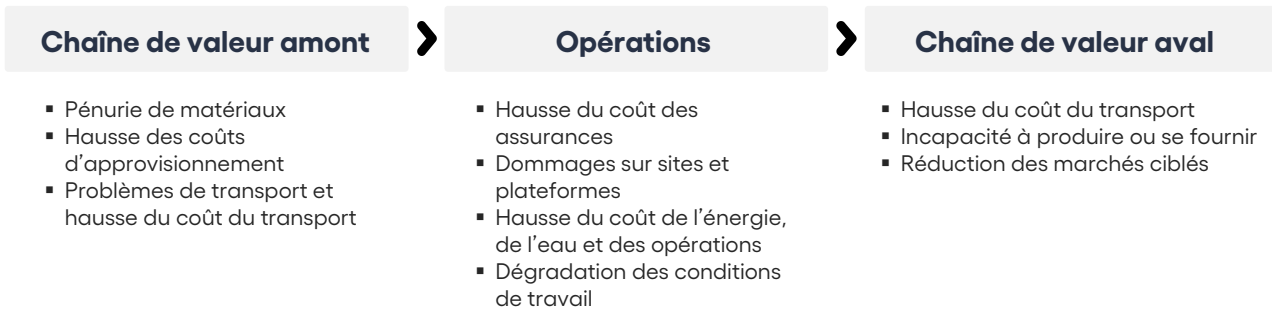 Chaîne de valeur amont
Opérations
Chaîne de valeur aval
▪ Pénurie de matériaux
▪ Hausse des coûts
d’approvisionnement
▪ Problèmes de transport et
hausse du coût du transport
▪ Hausse du coût des
assurances
▪ Dommages sur sites et
plateformes
▪ Hausse du coût de l’énergie,
de l’eau et des opérations
▪ Dégradation des conditions
de travail
▪ Hausse du coût du transport
▪ Incapacité à produire ou se fournir
▪ Réduction des marchés ciblés